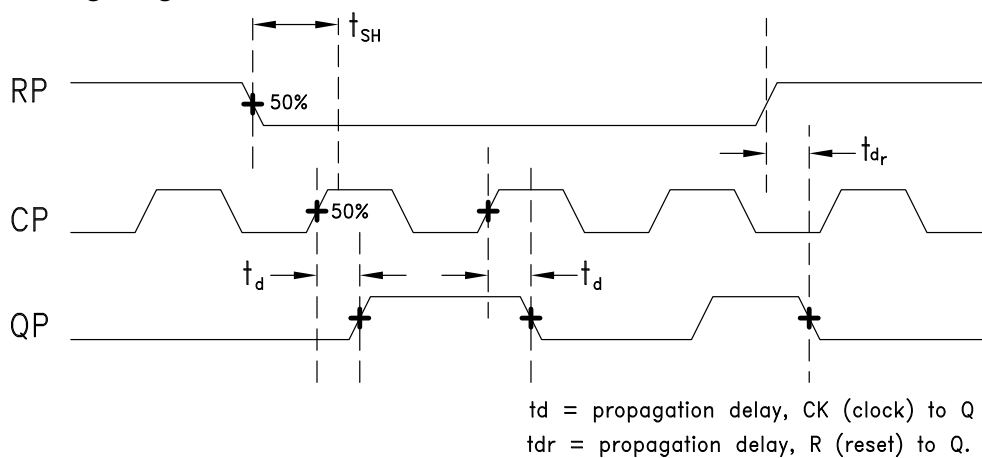 tSH
RP
50%
tdr
CP
50%
td
td
QP
td = propagation delay, CK (clock) to Q
tdr = propagation delay, R (reset) to Q.